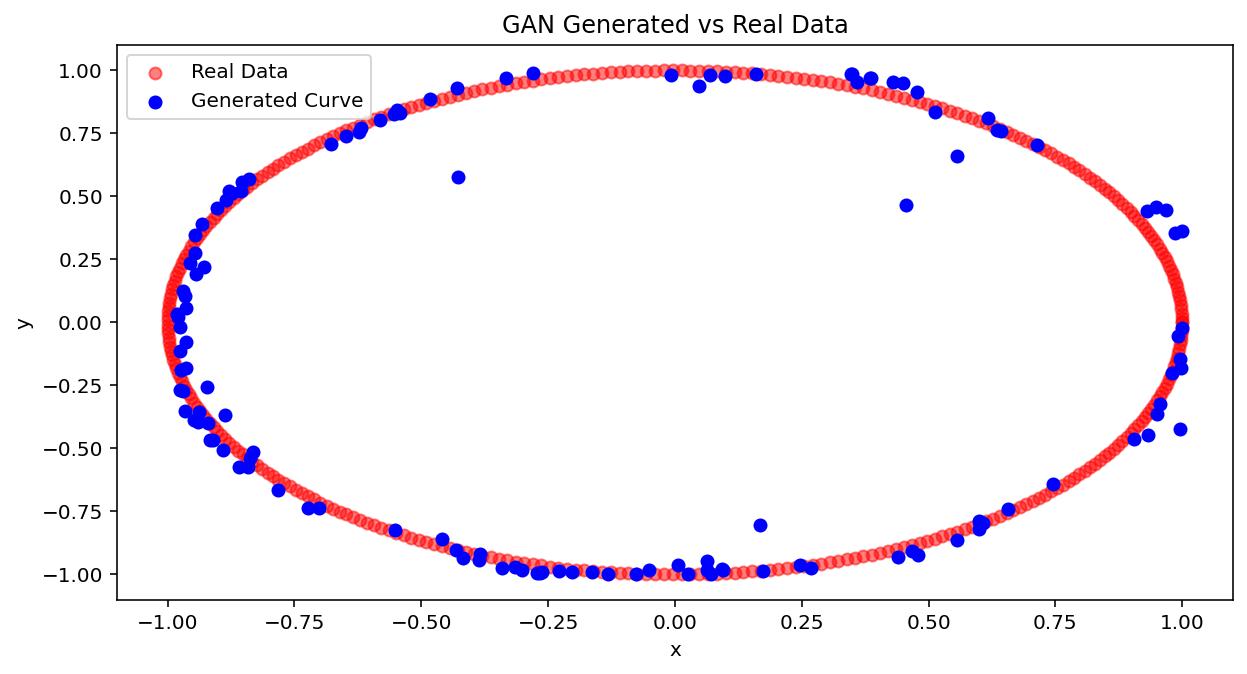 GAN Generated vs Real Data
Real Data
Generated Curve
y
1.00
0.75
0.50
0.25
0.00
−0.25
−0.50
−0.75
−1.00
−1.00 −0.75 −0.50 −0.25 0.00 0.25 0.50 0.75 1.00
x